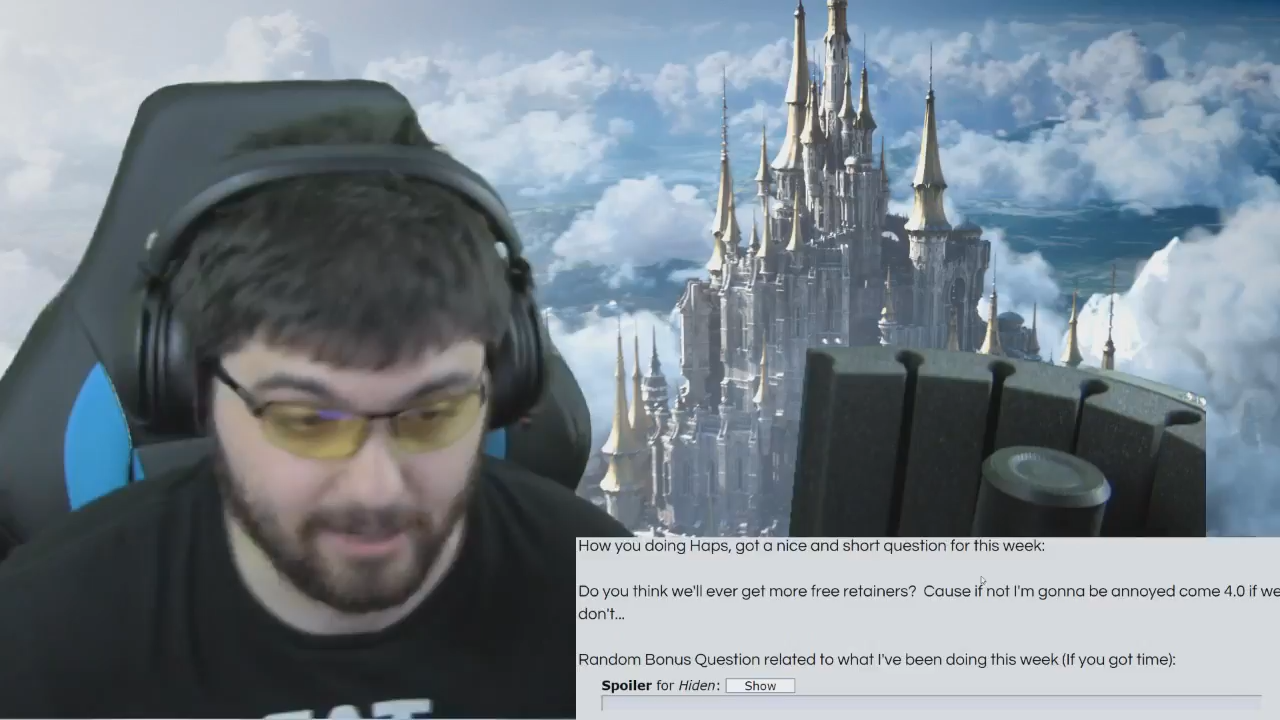 How you doing Haps, got a nice and short question for this week:
Do you think we'll ever get more free retainers?  Cause if not I'm gonna be annoyed come 4.0 if we
don't...
Random Bonus Question related to what I've been doing this week (If you got time):
Spoiler for Hiden: Show